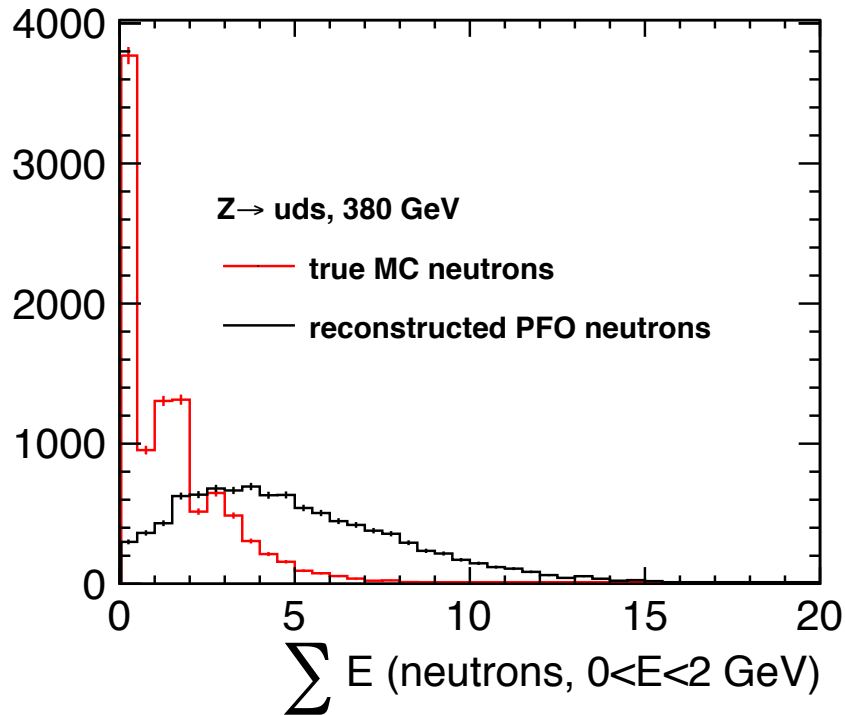 4000
3000
2000
1000
0
Z→ uds, 380 GeV
true MC neutrons
reconstructed PFO neutrons
0 5 10 15 20
∑ E (neutrons, 0<E<2 GeV)